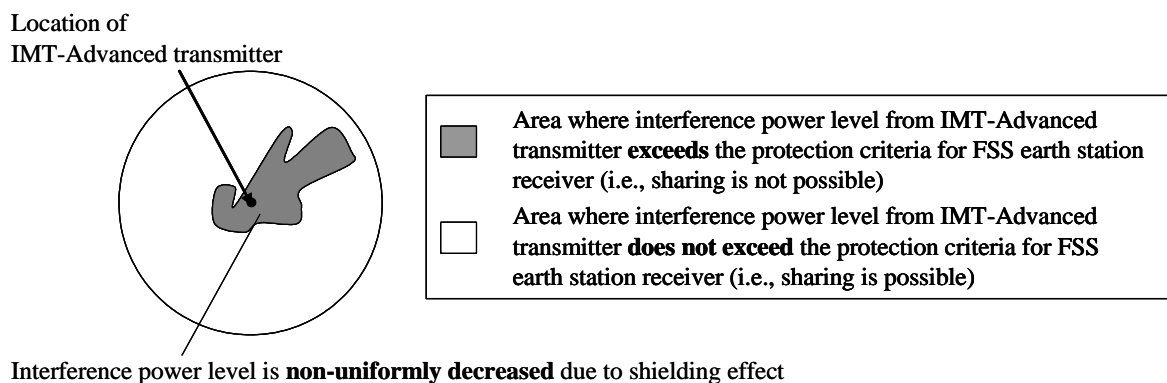 Location of
IMT-Advanced transmitter
Area where interference power level from IMT-Advanced
transmitter exceeds the protection criteria for FSS earth station
receiver (i.e., sharing is not possible)
Area where interference power level from IMT-Advanced
transmitter does not exceed the protection criteria for FSS
earth station receiver (i.e., sharing is possible)
Interference power level is non-uniformly decreased due to shielding effect